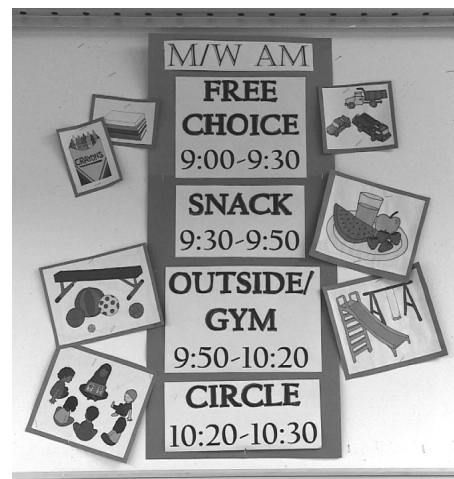 M/W AM
FREE
CHOICE
9:00-9:30
CRAYONS
SNACK
9:30-9:50
OUTSIDE/
GYM
9:50-10:20
CIRCLE
10:20-10:30